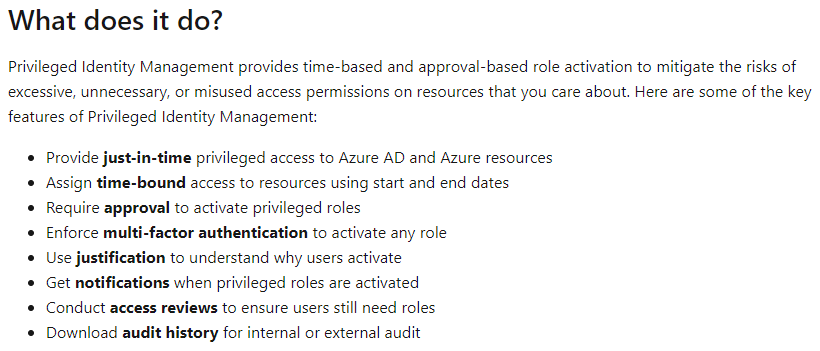 What does it do?
Privileged Identity Management provides time-based and approval-based role activation to mitigate the risks of
excessive, unnecessary, or misused access permissions on resources that you care about. Here are some of the key
features of Privileged Identity Management:
• Provide just-in-time privileged access to Azure AD and Azure resources
• Assign time-bound access to resources using start and end dates
• Require approval to activate privileged roles
• Enforce multi-factor authentication to activate any role
• Use justification to understand why users activate
• Get notifications when privileged roles are activated
• Conduct access reviews to ensure users still need roles
• Download audit history for internal or external audit